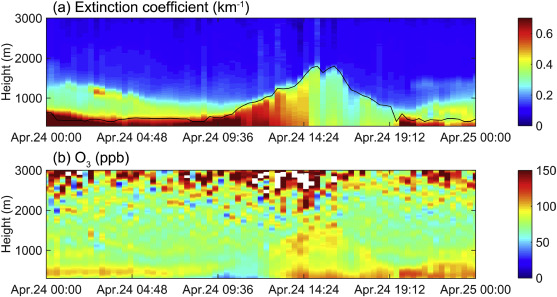 (a) Extinction coefficient (km⁻¹)
3000
2000
1000
Height (m)
0.6
0.4
0.2
0
Apr.24 00:00 Apr.24 04:48 Apr.24 09:36 Apr.24 14:24 Apr.24 19:12 Apr.25 00:00
(b) O₃ (ppb)
3000
2000
1000
Height (m)
150
100
50
0
Apr.24 00:00 Apr.24 04:48 Apr.24 09:36 Apr.24 14:24 Apr.24 19:12 Apr.25 00:00